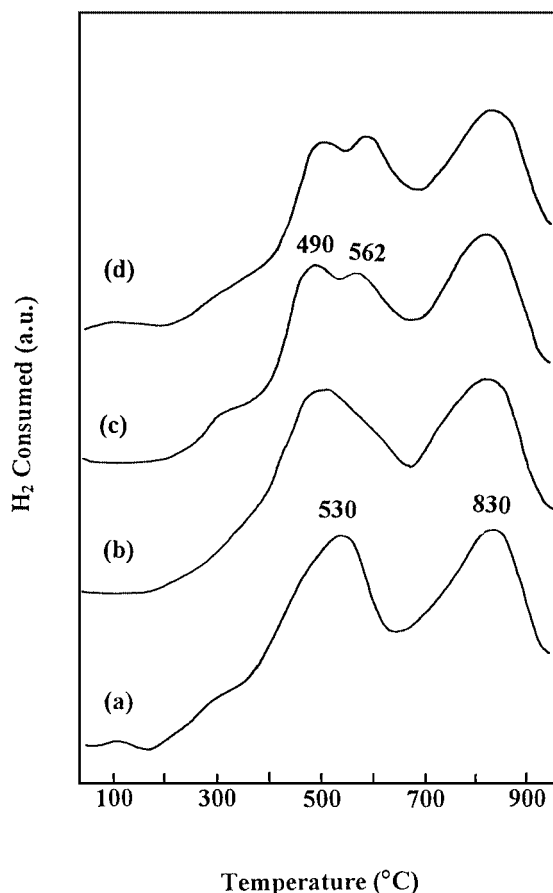 (d)
490 562
(c)
(b)
530 830
(a)
H₂ Consumed (a.u.)
100 300 500 700 900
Temperature (°C)